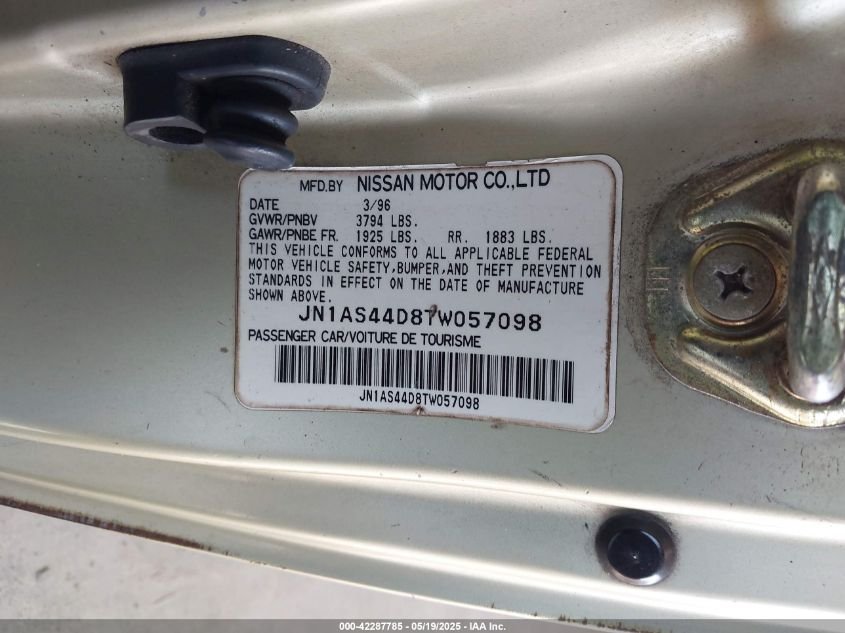 MFD.BY NISSAN MOTOR CO.,LTD
DATE 3/96
GVWR/PNBV 3794 LBS.
GAWR/PNBE FR. 1925 LBS. RR. 1883 LBS.
THIS VEHICLE CONFORMS TO ALL APPLICABLE FEDERAL
MOTOR VEHICLE SAFETY,BUMPER,AND THEFT PREVENTION
STANDARDS IN EFFECT ON THE DATE OF MANUFACTURE
SHOWN ABOVE.
JN1AS44D8TW057098
PASSENGER CAR/VOITURE DE TOURISME
JN1AS44D8TW057098
000-42287785 - 05/19/2025 - IAA Inc.